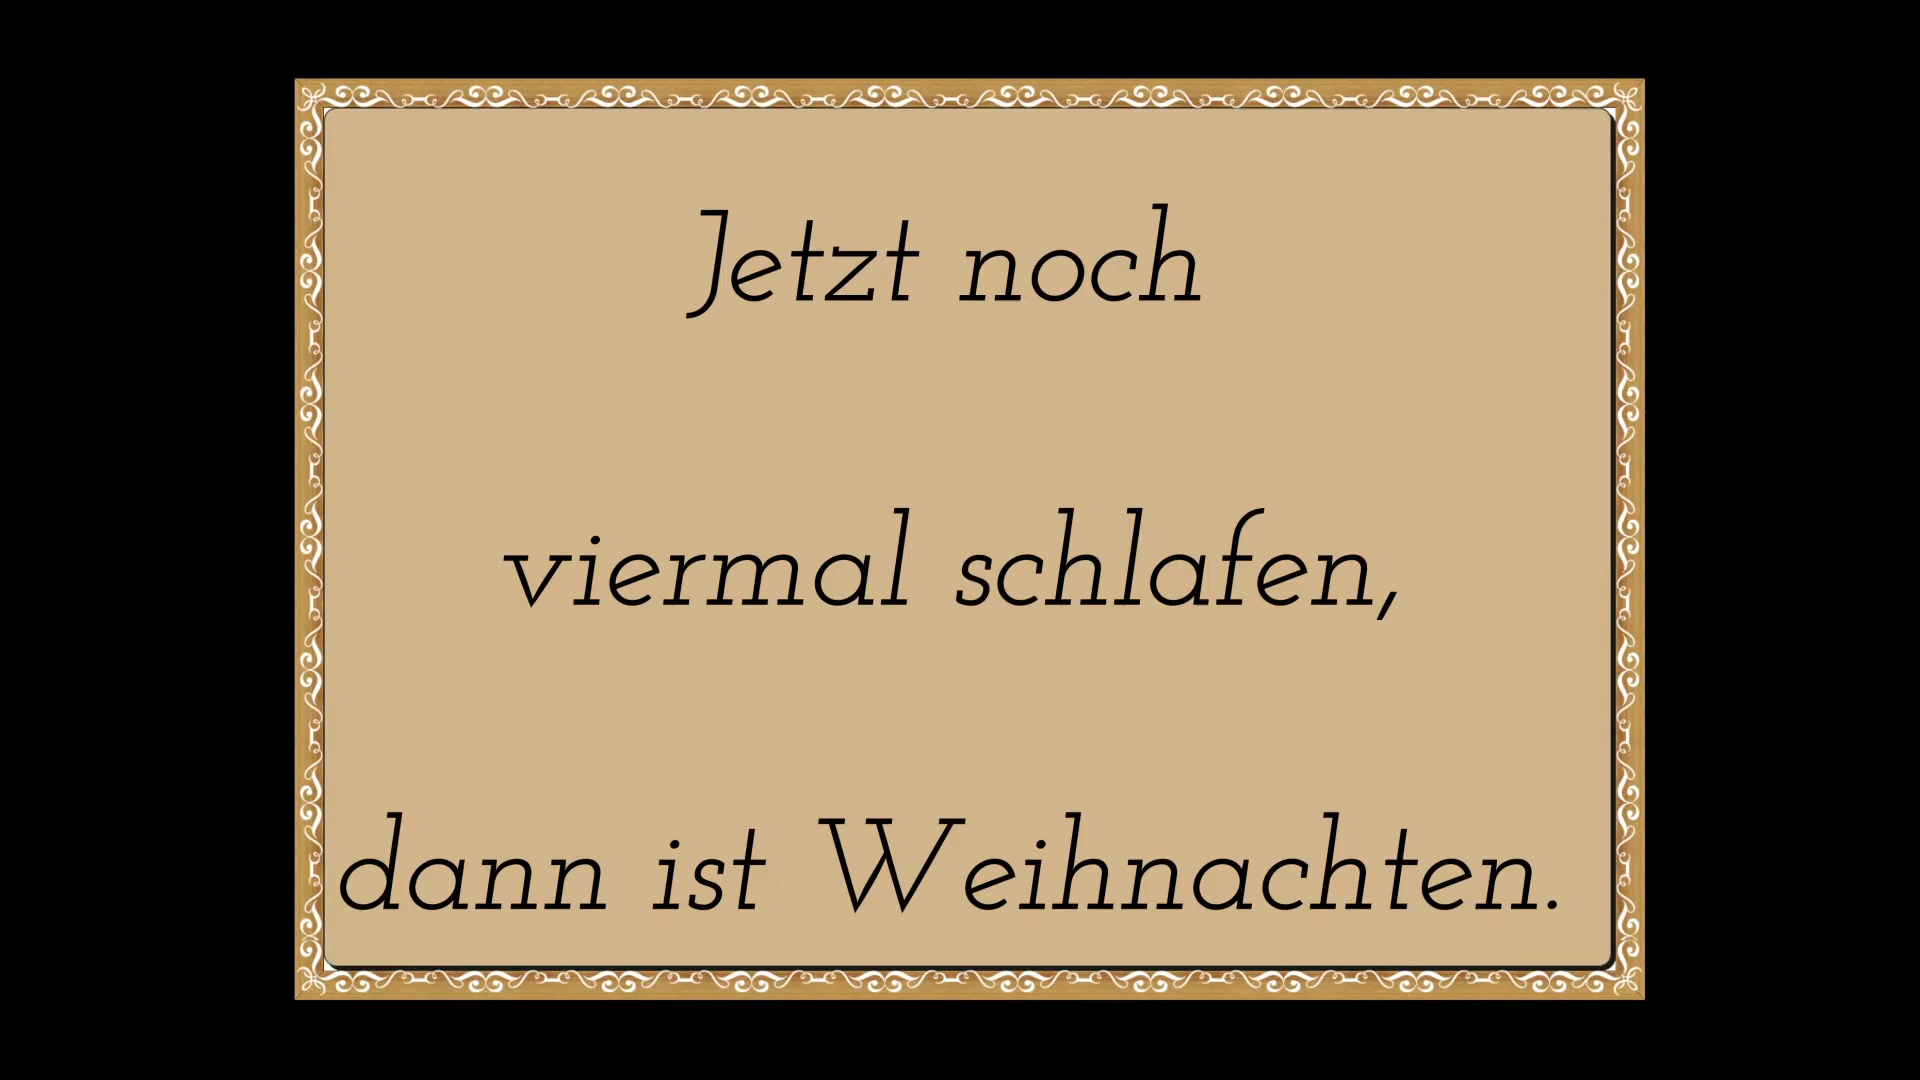 Jetzt noch
viermal schlafen,
dann ist Weihnachten.